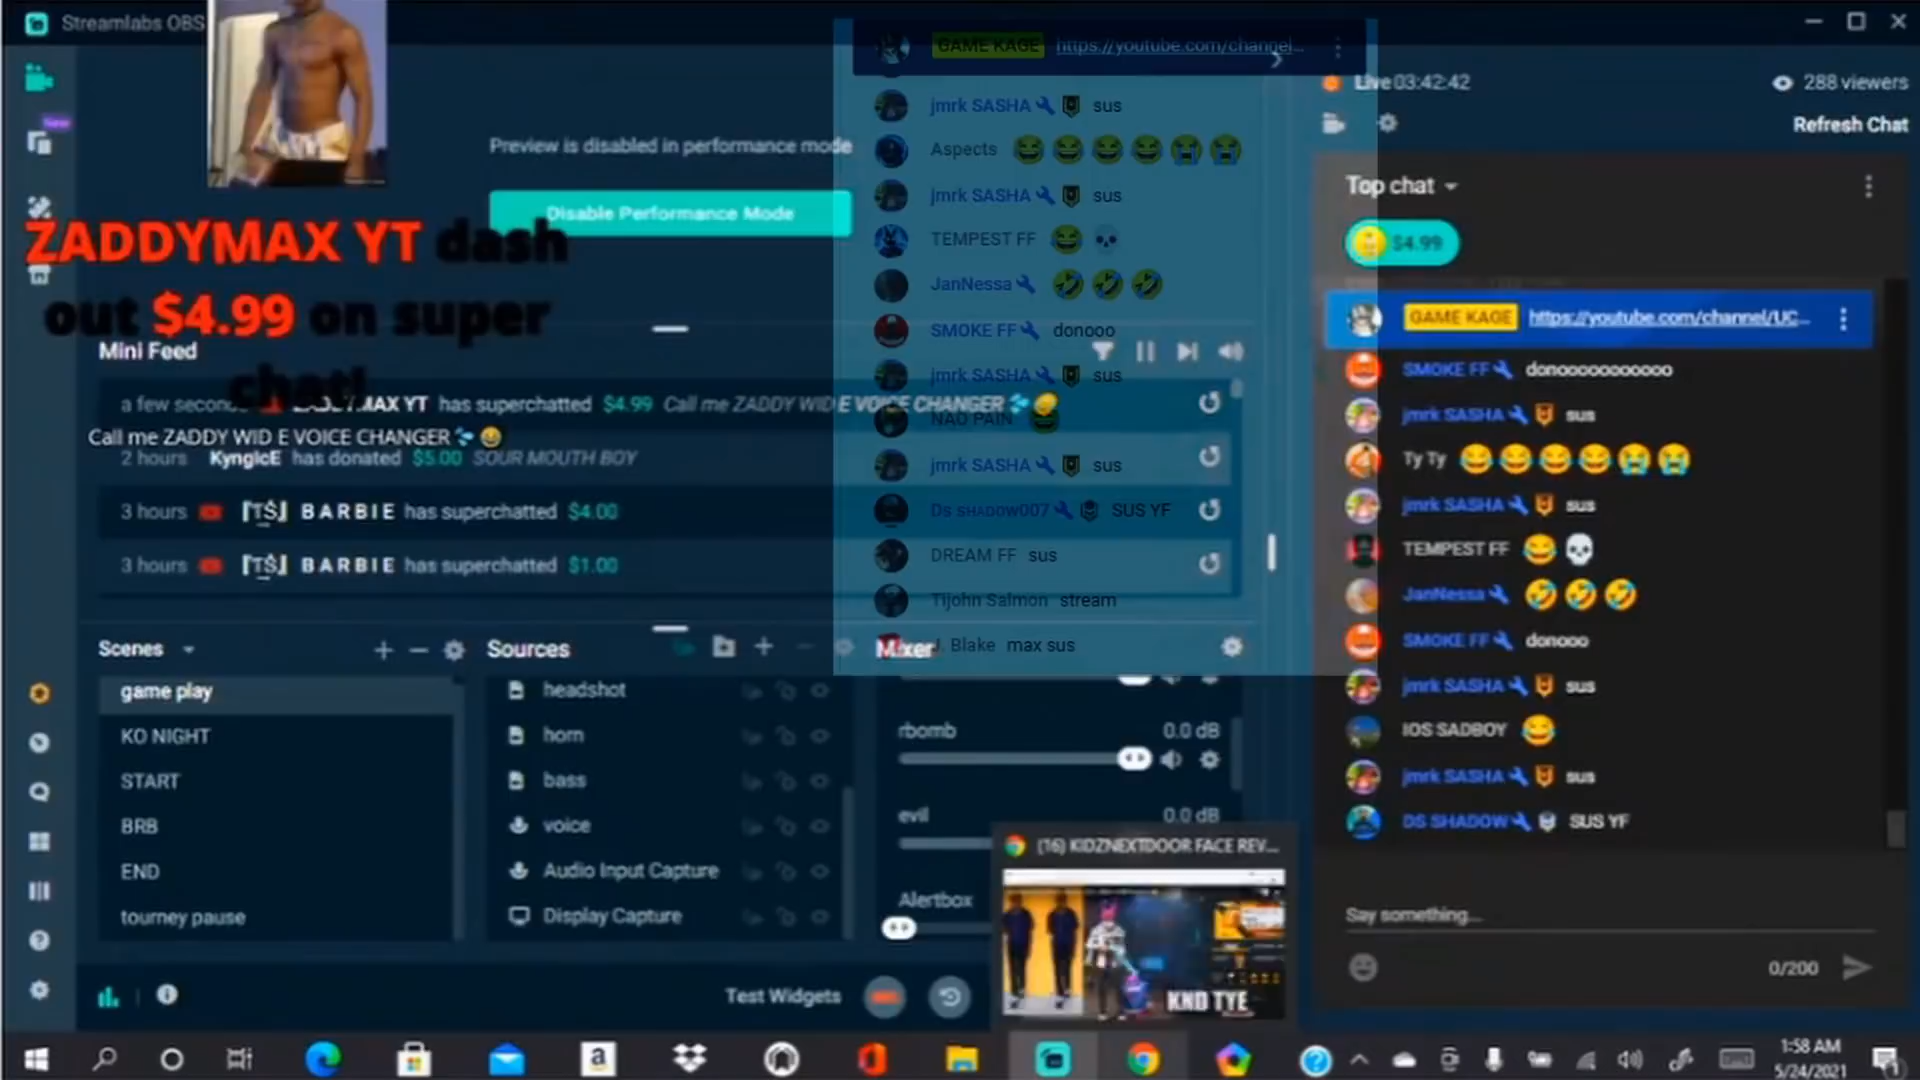 Streamlabs OBS
New
Preview is disabled in performance mode
Disable Performance Mode
ZADDYMAX YT dash
out $4.99 on super
chat!
Mini Feed
a few seconds ZADDYMAX YT has superchatted $4.99 Call me ZADDY WID E VOICE CHANGER 💦 😂
Call me ZADDY WID E VOICE CHANGER 💦 😂
2 hours KyngIcE has donated $5.00 SOUR MOUTH BOY
3 hours BARBIE has superchatted $4.00
3 hours BARBIE has superchatted $1.00
Scenes
game play
KO NIGHT
START
BRB
END
tourney pause
Sources
headshot
horn
bass
voice
Audio Input Capture
Display Capture
Mixer
rbomb 0.0 dB
evil 0.0 dB
Alertbox
Test Widgets
(16) KIDZNEXTDOOR FACE REV...
KND TYE
GAME KAGE https://youtube.com/channel...
jmrk SASHA sus
Aspects 😂😂😂😂😭😭
jmrk SASHA sus
TEMPEST FF 😂💀
JanNessa 🤣🤣🤣
SMOKE FF donooo
jmrk SASHA sus
NAO PAIN 😂
jmrk SASHA sus
Ds SHADOW007 SUS YF
DREAM FF sus
Tijohn Salmon stream
J. Blake max sus
Live 03:42:42
288 viewers
Refresh Chat
Top chat
$4.99
GAME KAGE https://youtube.com/channel/UC...
SMOKE FF donoooooooooooo
jmrk SASHA sus
Ty Ty 😂😂😂😂😭😭
jmrk SASHA sus
TEMPEST FF 😂💀
JanNessa 🤣🤣🤣
SMOKE FF donooo
jmrk SASHA sus
IOS SADBOY 😂
jmrk SASHA sus
DS SHADOW SUS YF
Say something...
0/200
1:58 AM
5/24/2021